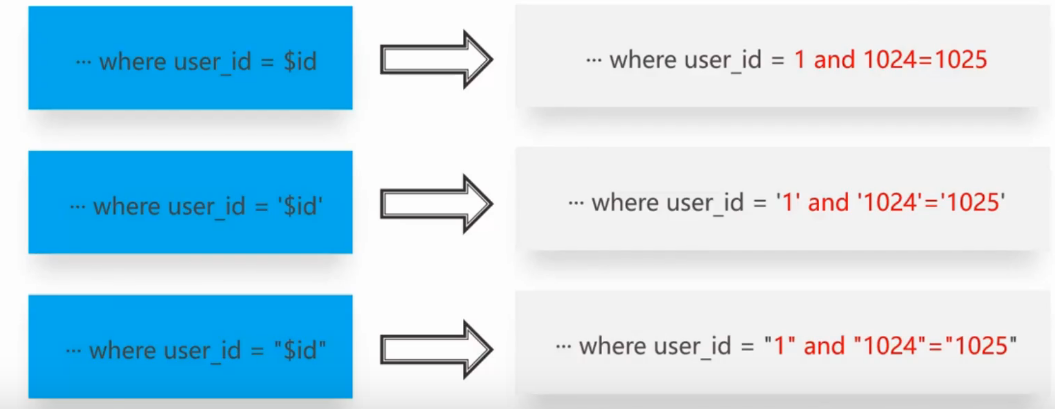 ··· where user_id = $id
··· where user_id = 1 and 1024=1025
··· where user_id = '$id'
··· where user_id = '1' and '1024'='1025'
··· where user_id = "$id"
··· where user_id = "1" and "1024"="1025"